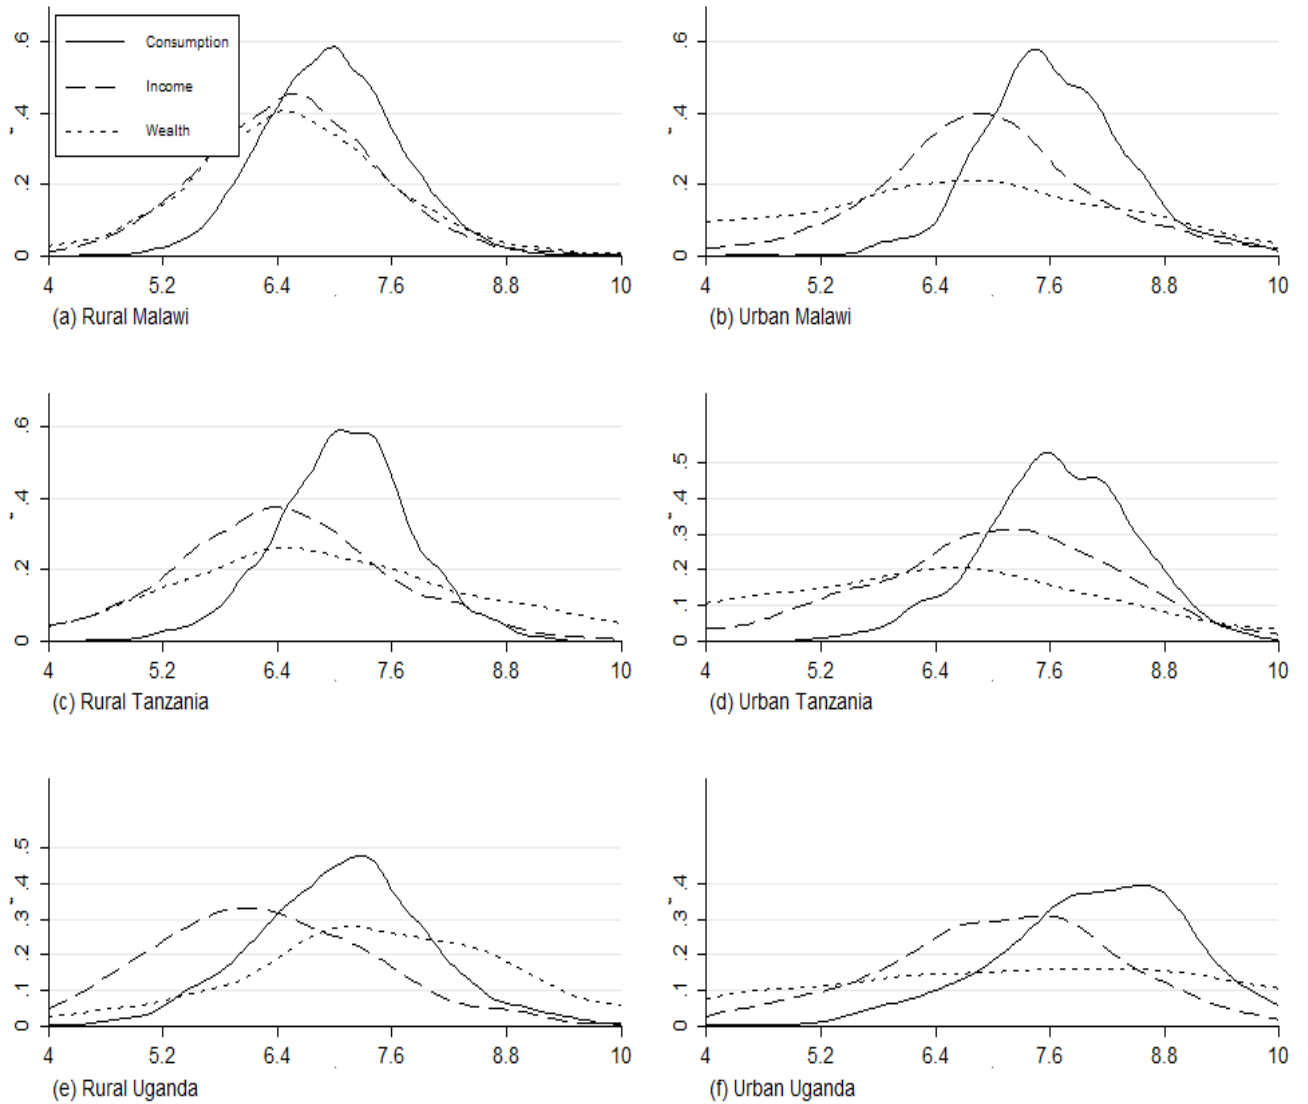 Consumption
Income
Wealth
.6
.4
.2
0
4 5.2 6.4 7.6 8.8 10
(a) Rural Malawi
.6
.4
.2
0
4 5.2 6.4 7.6 8.8 10
(b) Urban Malawi
.6
.4
.2
0
4 5.2 6.4 7.6 8.8 10
(c) Rural Tanzania
.5
.4
.3
.2
.1
0
4 5.2 6.4 7.6 8.8 10
(d) Urban Tanzania
.5
.4
.3
.2
.1
0
4 5.2 6.4 7.6 8.8 10
(e) Rural Uganda
.4
.3
.2
.1
0
4 5.2 6.4 7.6 8.8 10
(f) Urban Uganda